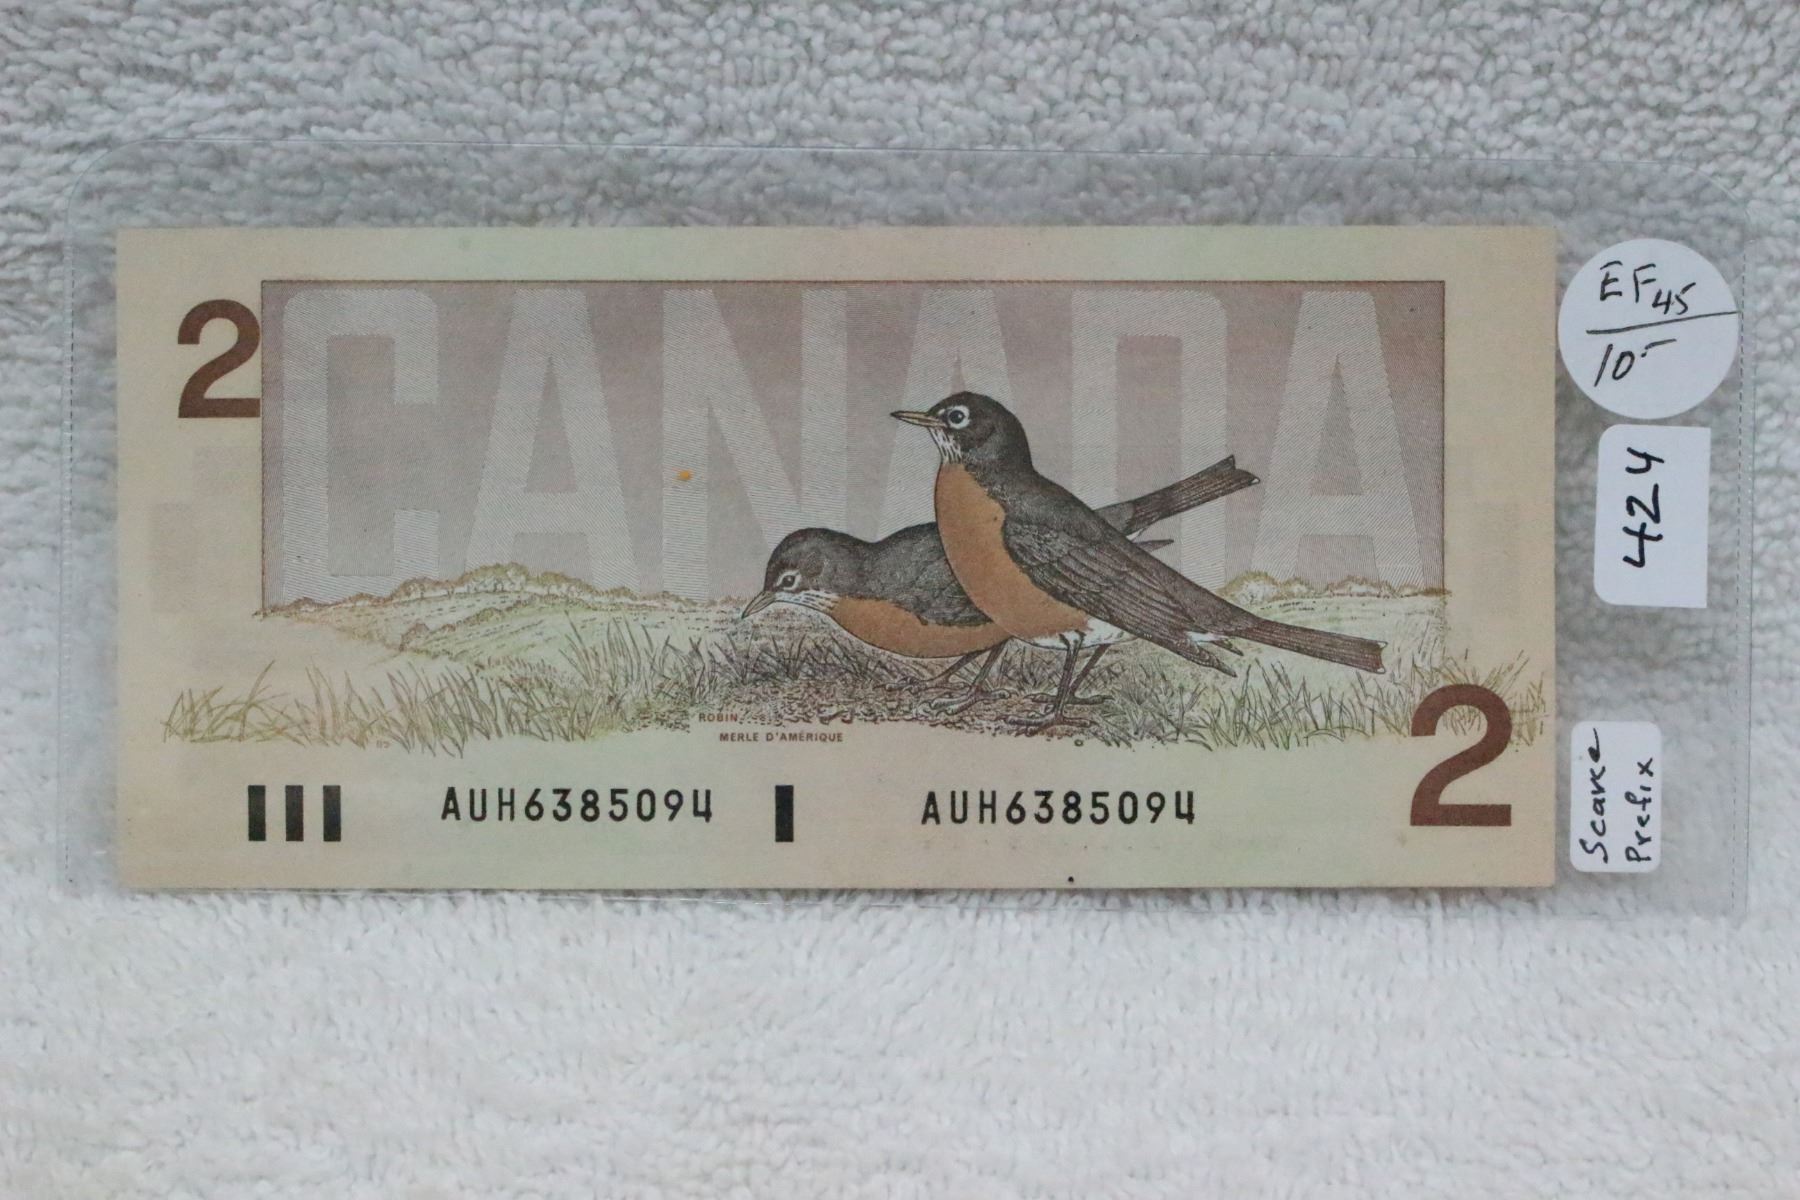 2
CANADA
ROBIN
MERLE D'AMÉRIQUE
AUH6385094
AUH6385094
2
EF45
10-
424
Scarce
Prefix